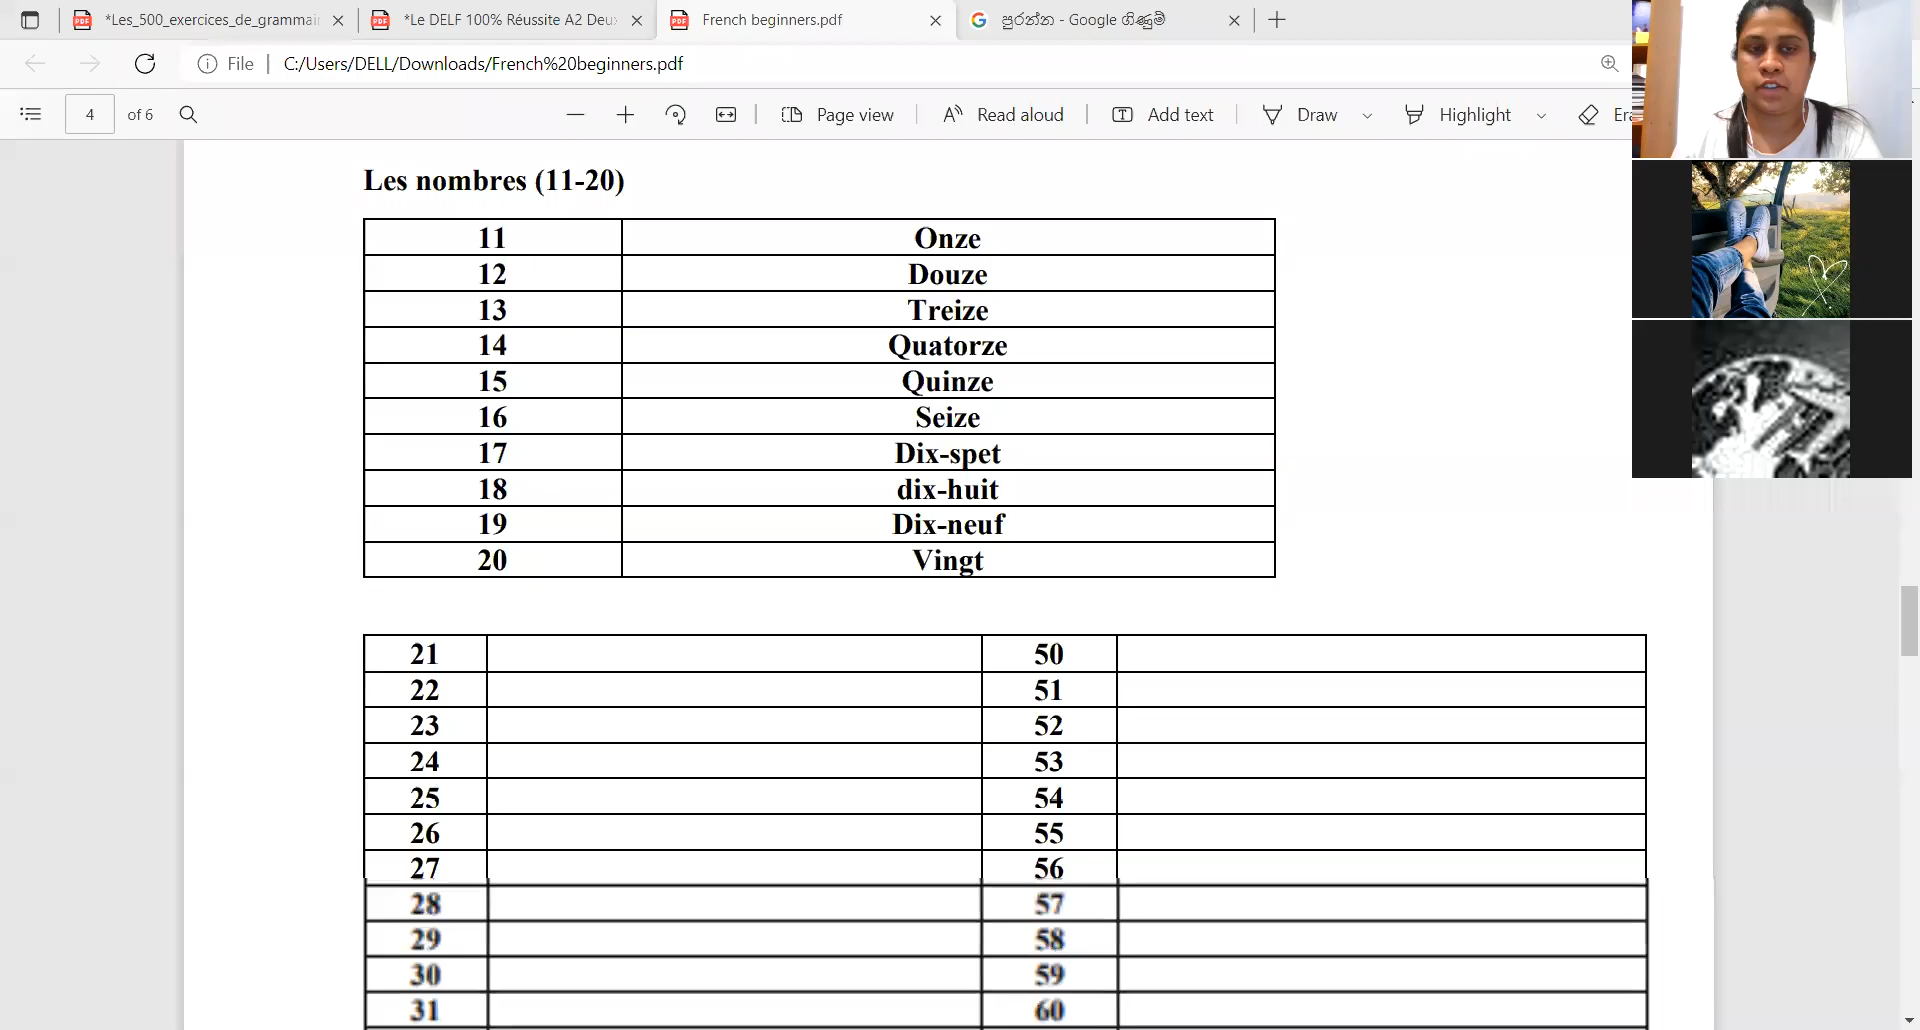 *Les_500_exercices_de_grammair
*Le DELF 100% Réussite A2 Deux
French beginners.pdf
පුරන්න - Google ගිණුම්
File
C:/Users/DELL/Downloads/French%20beginners.pdf
4 of 6
Page view
Read aloud
Add text
Draw
Highlight
Era
Les nombres (11-20)
11 Onze
12 Douze
13 Treize
14 Quatorze
15 Quinze
16 Seize
17 Dix-spet
18 dix-huit
19 Dix-neuf
20 Vingt
21 50
22 51
23 52
24 53
25 54
26 55
27 56
28 57
29 58
30 59
31 60